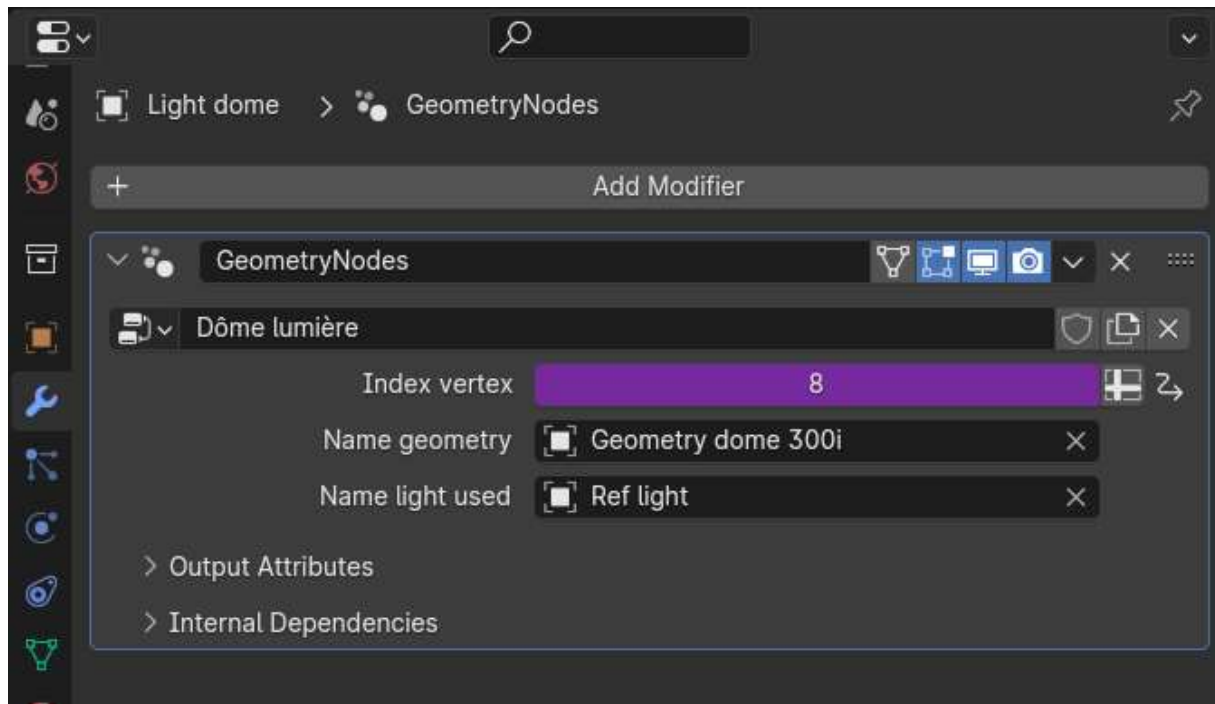 Light dome > GeometryNodes
+ Add Modifier
GeometryNodes
Dôme lumière
Index vertex 8
Name geometry Geometry dome 300i
Name light used Ref light
> Output Attributes
> Internal Dependencies